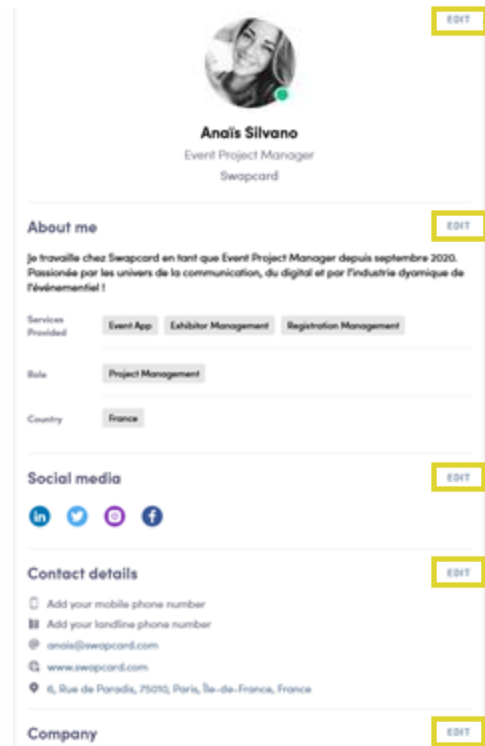 EDIT
Anaïs Silvano
Event Project Manager
Swapcard
About me
EDIT
Je travaille chez Swapcard en tant que Event Project Manager depuis septembre 2020.
Passionée par les univers de la communication, du digital et par l'industrie dyamique de
l'événementiel !
Services
Provided
Event App
Exhibitor Management
Registration Management
Role
Project Management
Country
France
Social media
EDIT
in
f
Contact details
EDIT
Add your mobile phone number
Add your landline phone number
anais@swapcard.com
www.swapcard.com
6, Rue de Paradis, 75010, Paris, Île-de-France, France
Company
EDIT